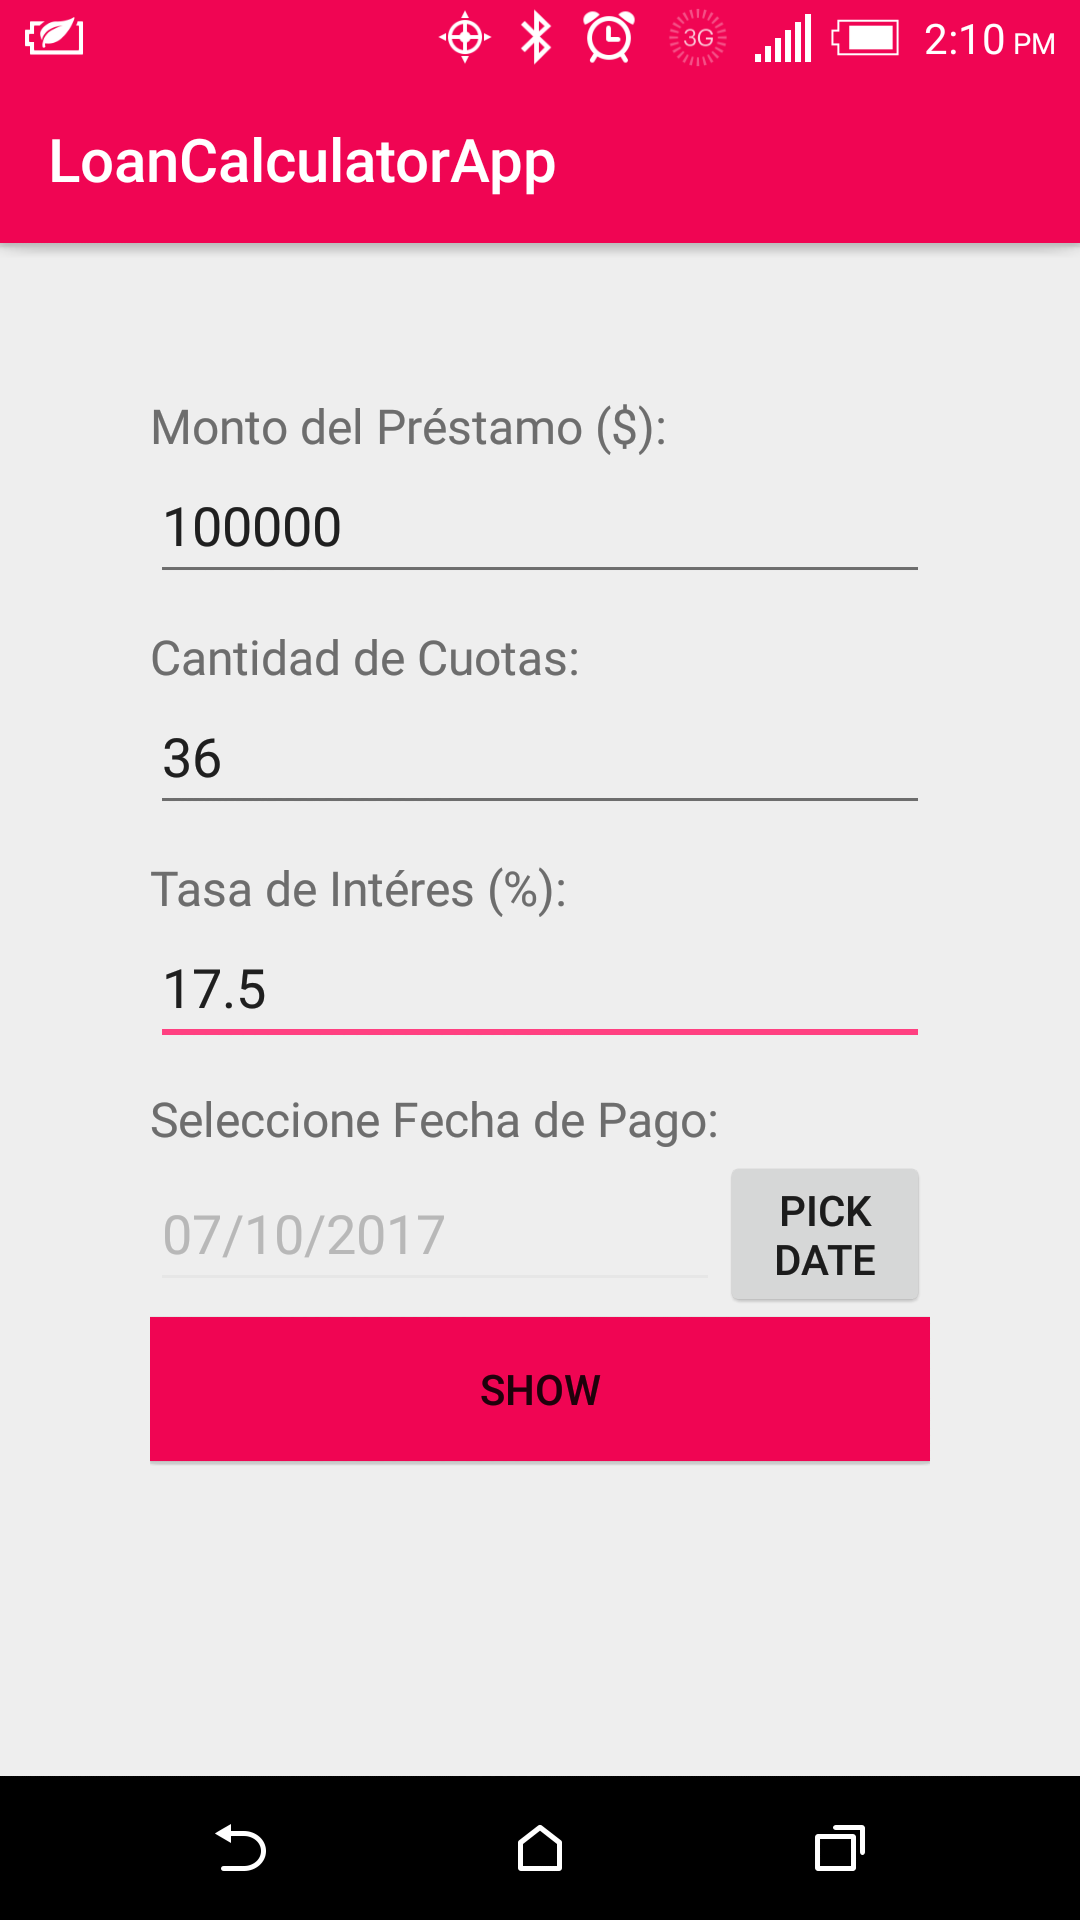 3G 2:10 PM
LoanCalculatorApp
Monto del Préstamo ($):
100000
Cantidad de Cuotas:
36
Tasa de Intéres (%):
17.5
Seleccione Fecha de Pago:
07/10/2017
PICK
DATE
SHOW